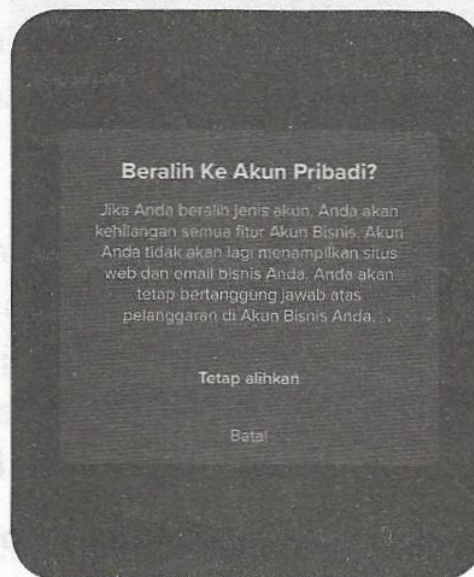 Beralih Ke Akun Pribadi?
Jika Anda beralih jenis akun, Anda akan
kehilangan semua fitur Akun Bisnis. Akun
Anda tidak akan lagi menampilkan situs
web dan email bisnis Anda. Anda akan
tetap bertanggung jawab atas
pelanggaran di Akun Bisnis Anda.
Tetap alihkan
Batal